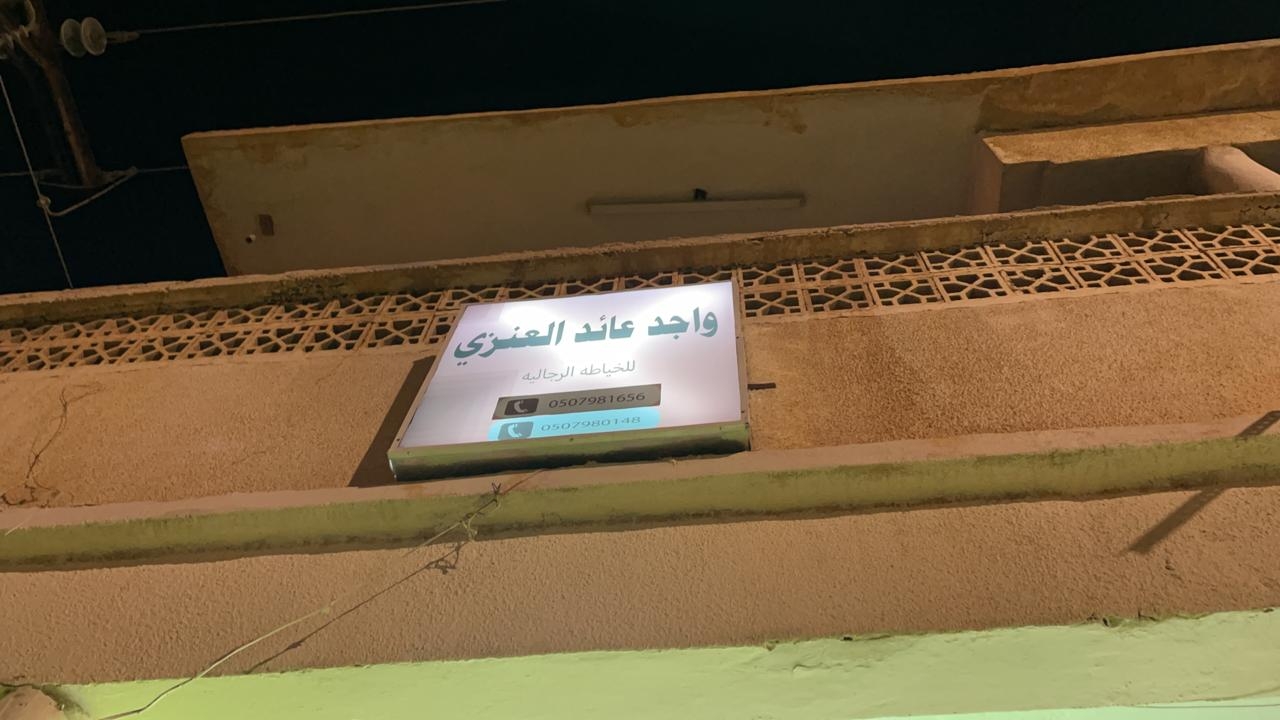 واجد عائد العنزي
للخياطه الرجاليه
0507981656
0507980148